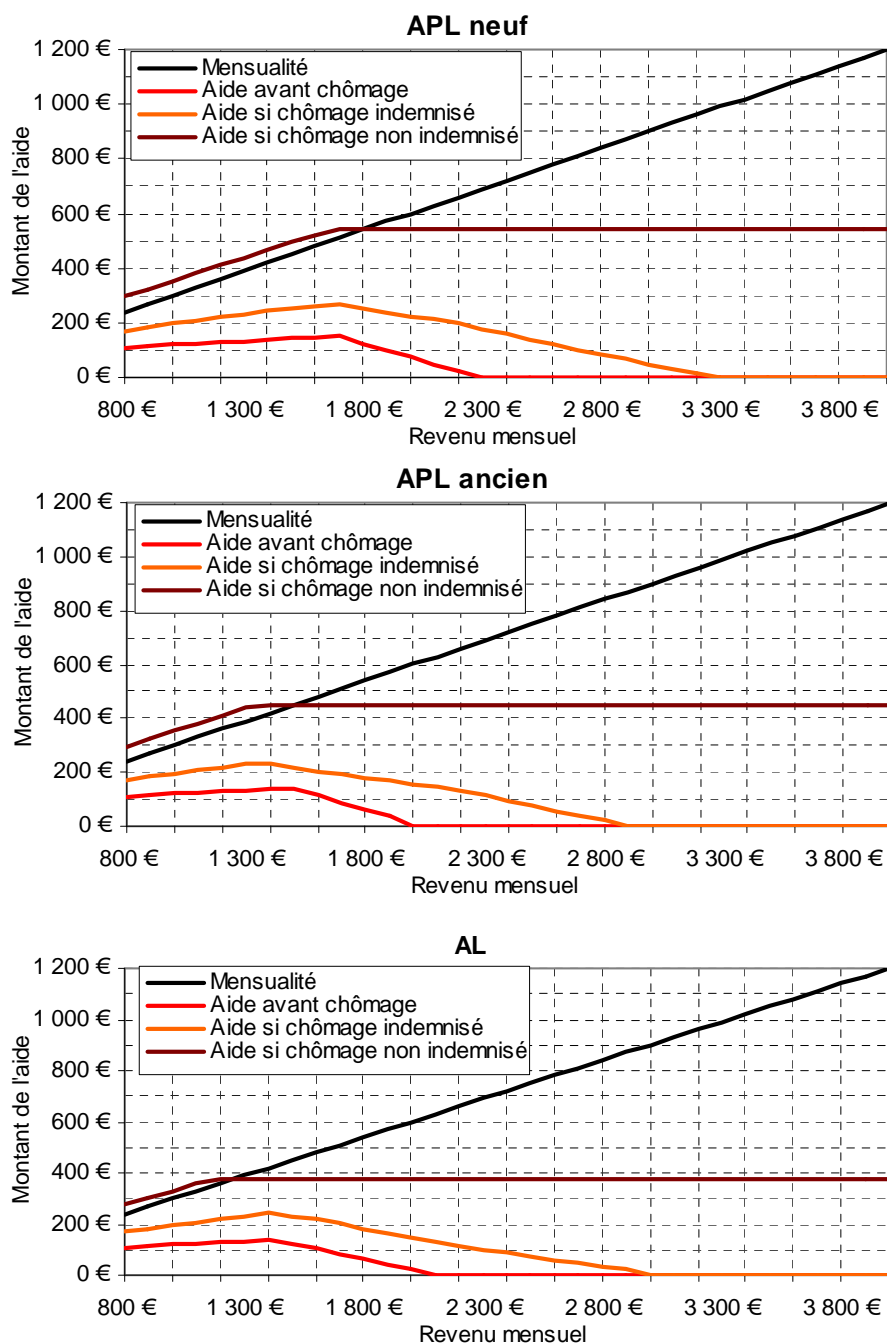 APL neuf
Montant de l'aide
1 200 €
1 000 €
800 €
600 €
400 €
200 €
0 €
Mensualité
Aide avant chômage
Aide si chômage indemnisé
Aide si chômage non indemnisé
800 € 1 300 € 1 800 € 2 300 € 2 800 € 3 300 € 3 800 €
Revenu mensuel
APL ancien
Montant de l'aide
1 200 €
1 000 €
800 €
600 €
400 €
200 €
0 €
Mensualité
Aide avant chômage
Aide si chômage indemnisé
Aide si chômage non indemnisé
800 € 1 300 € 1 800 € 2 300 € 2 800 € 3 300 € 3 800 €
Revenu mensuel
AL
Montant de l'aide
1 200 €
1 000 €
800 €
600 €
400 €
200 €
0 €
Mensualité
Aide avant chômage
Aide si chômage indemnisé
Aide si chômage non indemnisé
800 € 1 300 € 1 800 € 2 300 € 2 800 € 3 300 € 3 800 €
Revenu mensuel